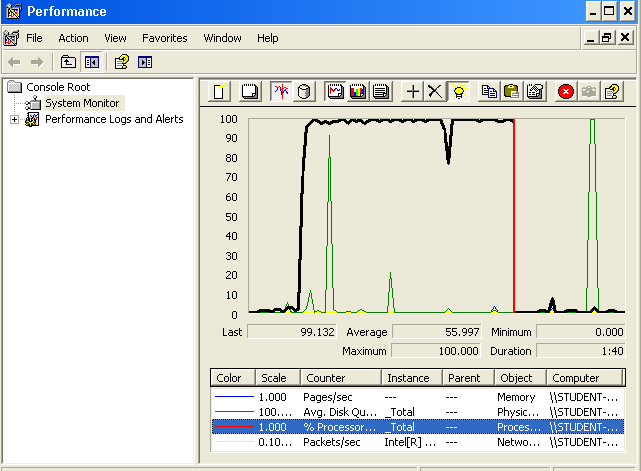 Performance
File Action View Favorites Window Help
Console Root
System Monitor
Performance Logs and Alerts
100
90
80
70
60
50
40
30
20
10
0
Last 99.132 Average 55.997 Minimum 0.000
Maximum 100.000 Duration 1:40
Color Scale Counter Instance Parent Object Computer
1.000 Pages/sec --- --- Memory \\STUDENT-...
100.... Avg. Disk Qu... _Total --- Physic... \\STUDENT-...
1.000 % Processor... _Total --- Proces... \\STUDENT-...
0.10... Packets/sec Intel[R] ... --- Netwo... \\STUDENT-...